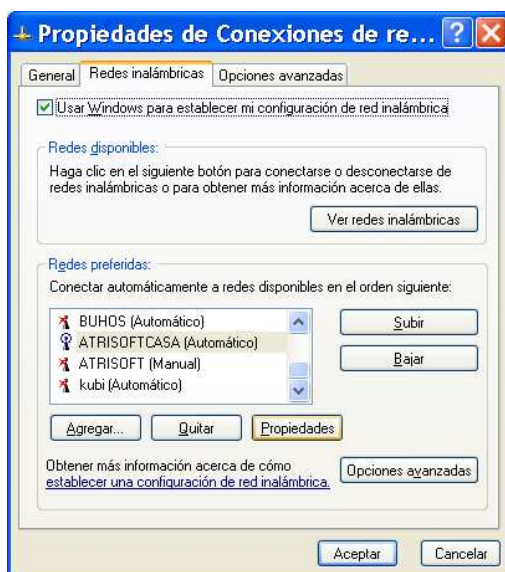 Propiedades de Conexiones de re...
General Redes inalámbricas Opciones avanzadas
Usar Windows para establecer mi configuración de red inalámbrica
Redes disponibles:
Haga clic en el siguiente botón para conectarse o desconectarse de
redes inalámbricas o para obtener más información acerca de ellas.
Ver redes inalámbricas
Redes preferidas:
Conectar automáticamente a redes disponibles en el orden siguiente:
BUHOS (Automático)
ATRISOFTCASA (Automático)
ATRISOFT (Manual)
kubi (Automático)
Subir
Bajar
Agregar... Quitar Propiedades
Obtener más información acerca de cómo
establecer una configuración de red inalámbrica.
Opciones avanzadas
Aceptar Cancelar